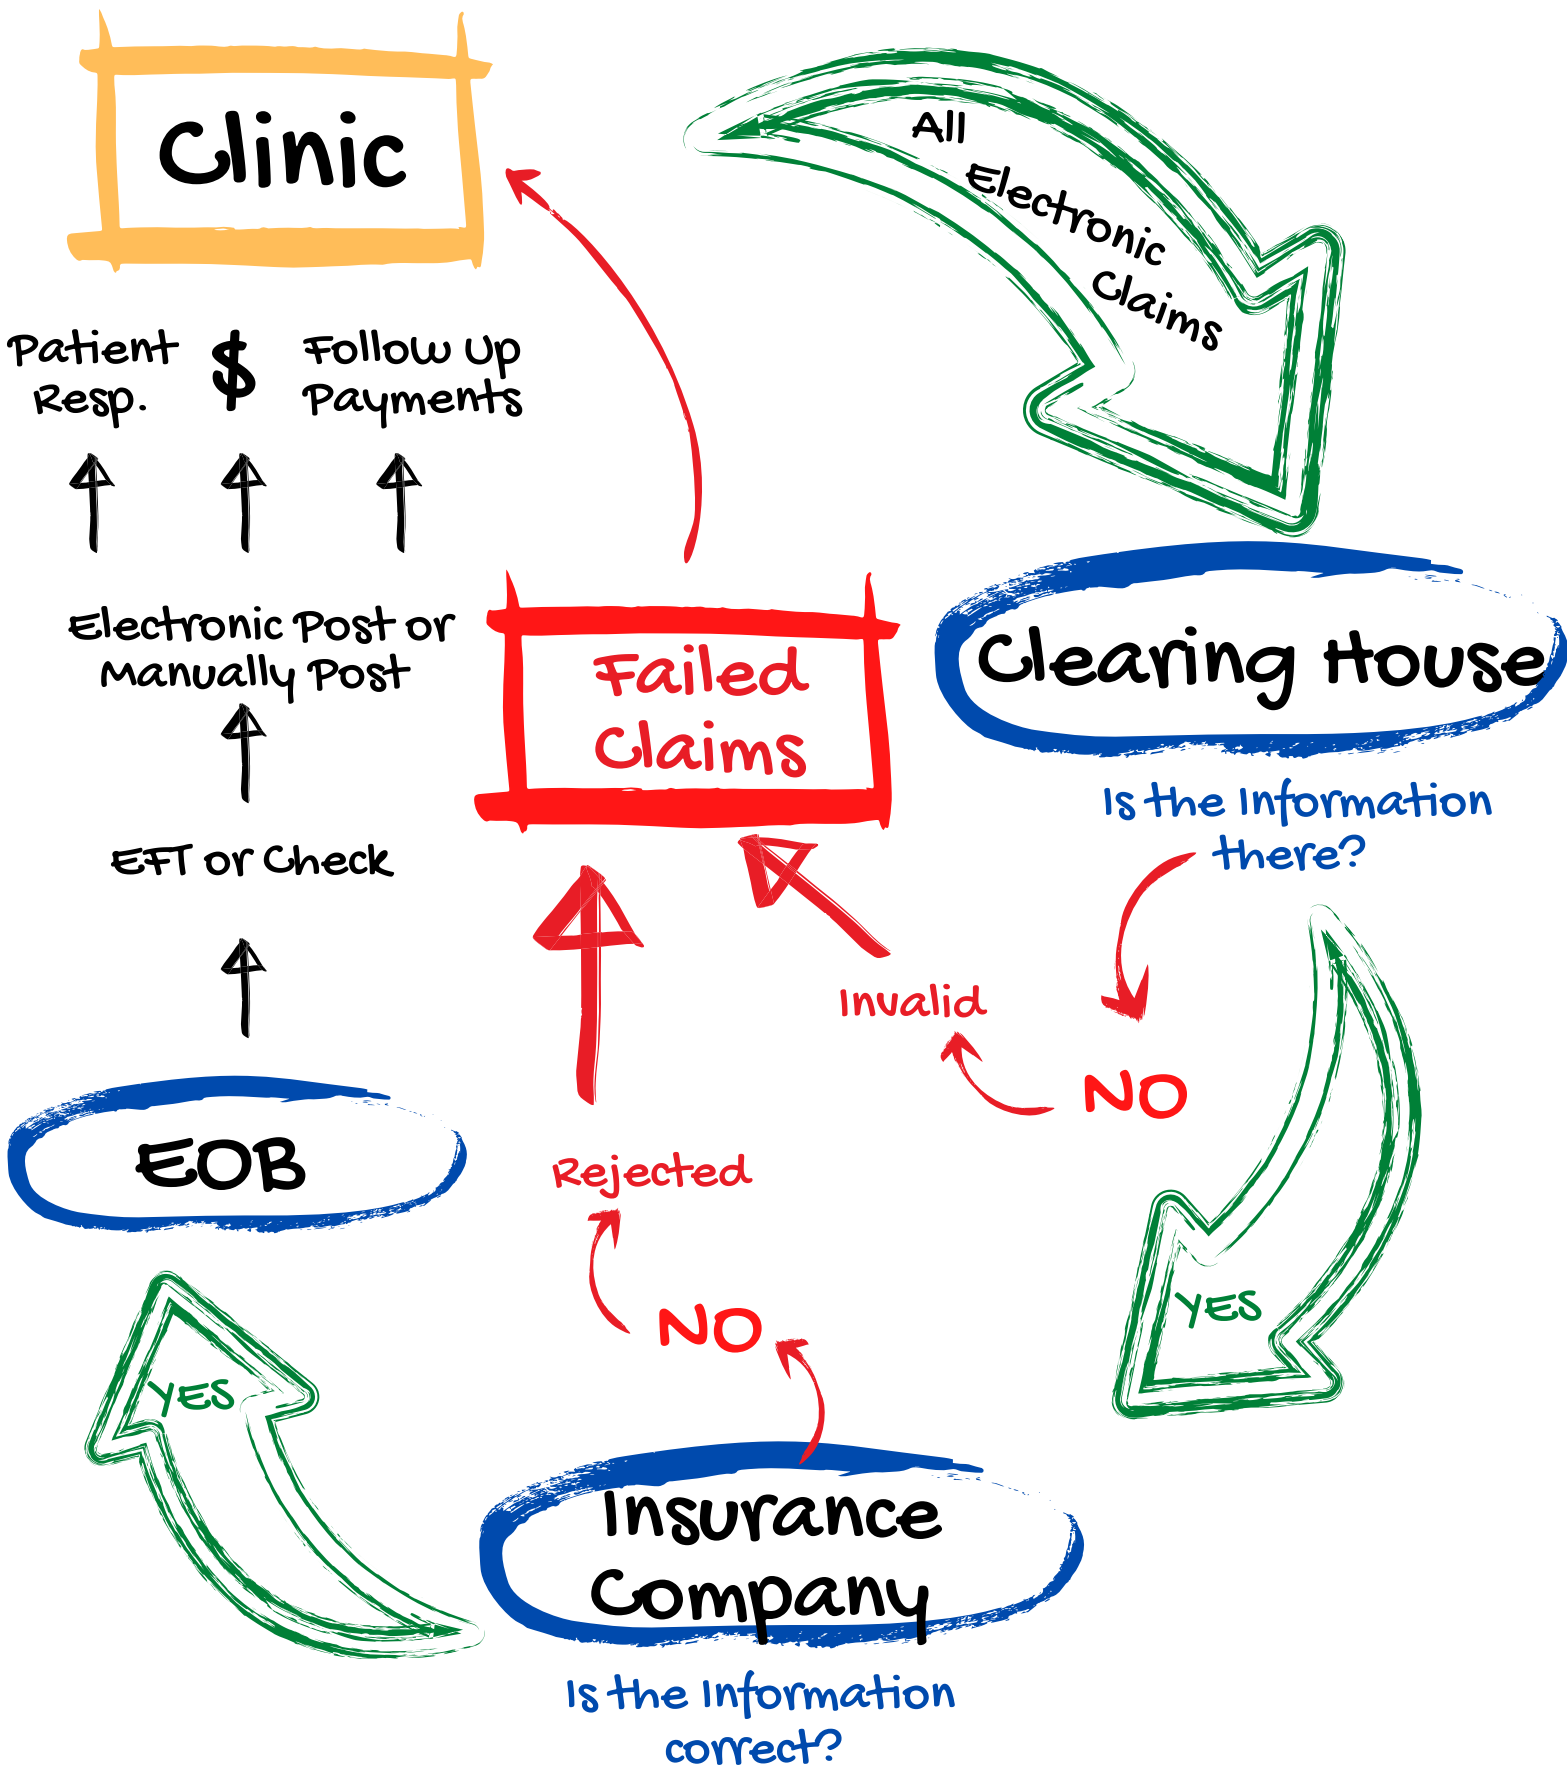 Clinic
All
Electronic
Claims
Patient
Resp.
$
Follow Up
Payments
Electronic Post or
Manually Post
EFT or Check
EOB
YES
Failed
Claims
Clearing House
Is the Information
there?
NO
Invalid
YES
Rejected
NO
Insurance
Company
Is the Information
correct?